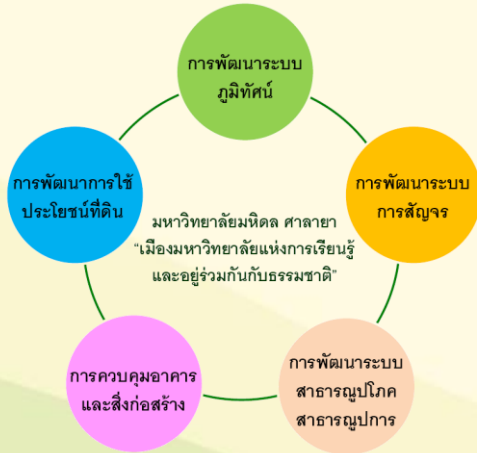 การพัฒนาระบบ
ภูมิทัศน์
การพัฒนาการใช้
ประโยชน์ที่ดิน
การพัฒนาระบบ
การสัญจร
มหาวิทยาลัยมหิดล ศาลายา
"เมืองมหาวิทยาลัยแห่งการเรียนรู้
และอยู่ร่วมกันกับธรรมชาติ"
การควบคุมอาคาร
และสิ่งก่อสร้าง
การพัฒนาระบบ
สาธารณูปโภค
สาธารณูปการ